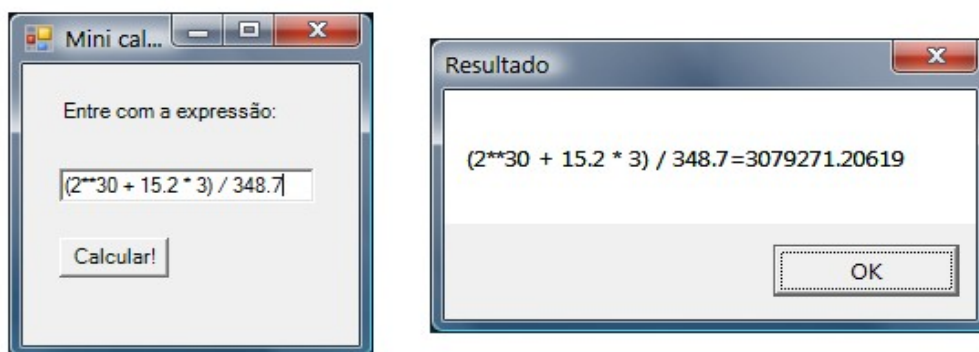 Mini cal...
Entre com a expressão:
(2**30 + 15.2 * 3) / 348.7
Calcular!
Resultado
(2**30 + 15.2 * 3) / 348.7=3079271.20619
OK